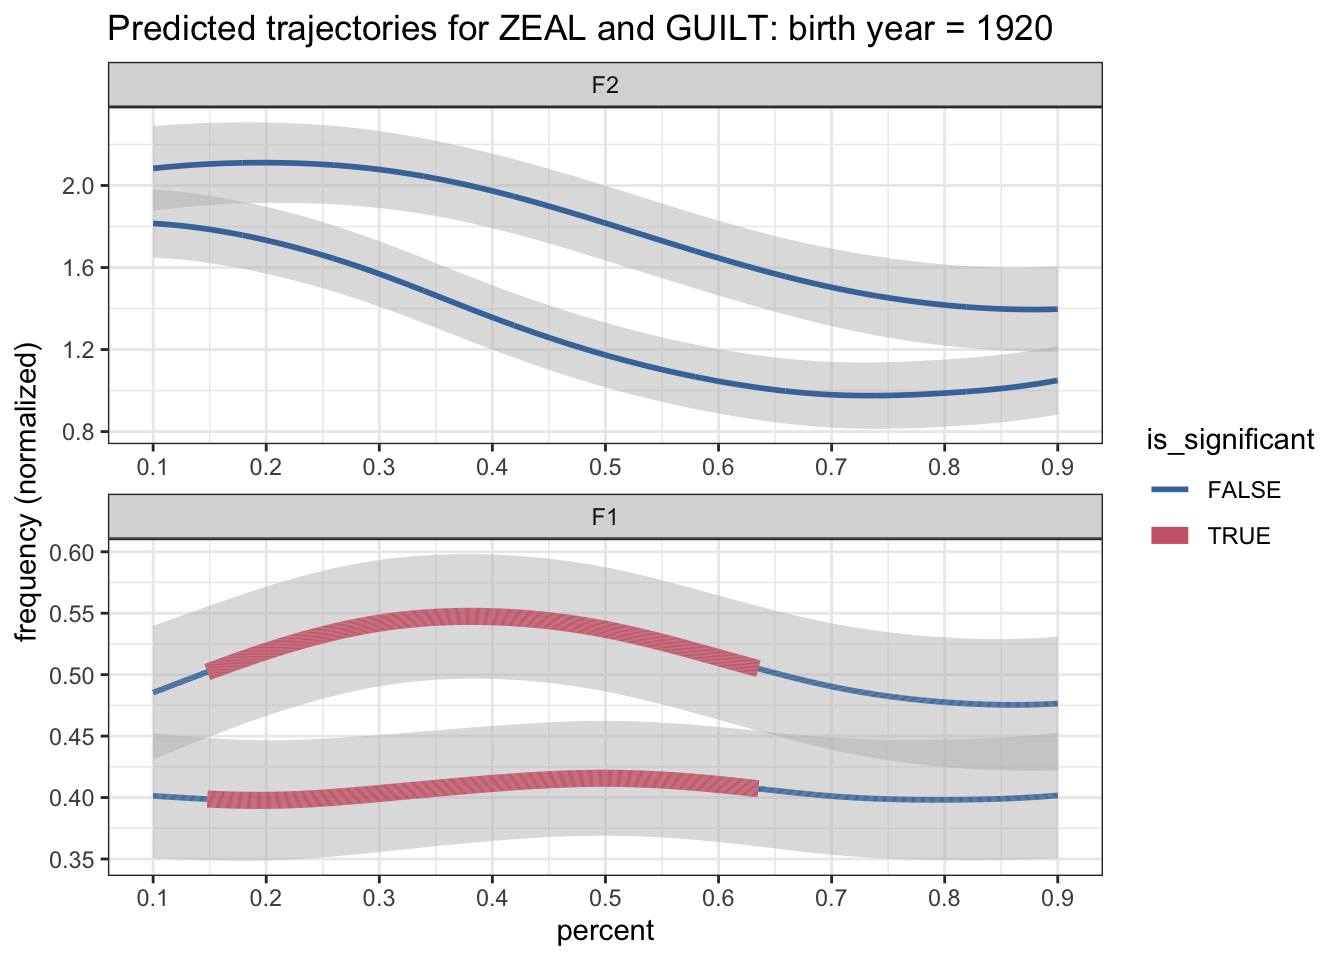 Predicted trajectories for ZEAL and GUILT: birth year = 1920
F2
2.0
1.6
1.2
0.8
0.1 0.2 0.3 0.4 0.5 0.6 0.7 0.8 0.9
F1
0.60
0.55
0.50
0.45
0.40
0.35
0.1 0.2 0.3 0.4 0.5 0.6 0.7 0.8 0.9
percent
frequency (normalized)
is_significant
FALSE
TRUE